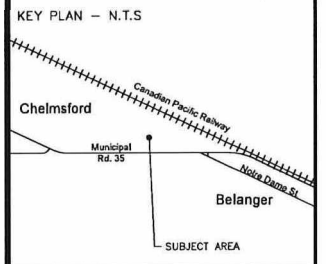 KEY PLAN - N.T.S
Canadian Pacific Railway
Chelmsford
Municipal
Rd. 35
Notre Dame St
Belanger
SUBJECT AREA